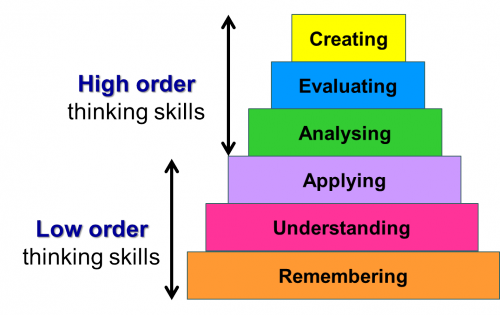 Creating
Evaluating
High order
thinking skills
Analysing
Applying
Low order
thinking skills
Understanding
Remembering